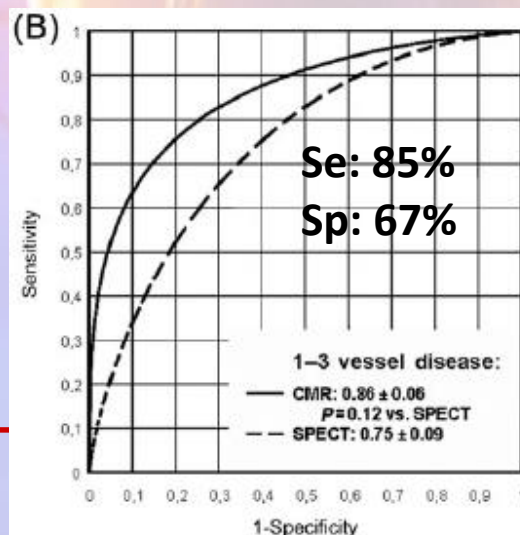 (B)
1
0,9
0,8
0,7
0,6
0,5
0,4
0,3
0,2
0,1
0
Sensitivity
Se: 85%
Sp: 67%
1–3 vessel disease:
CMR: 0.86 ± 0.06
P=0.12 vs. SPECT
SPECT: 0.75 ± 0.09
0 0,1 0,2 0,3 0,4 0,5 0,6 0,7 0,8 0,9
1-Specificity